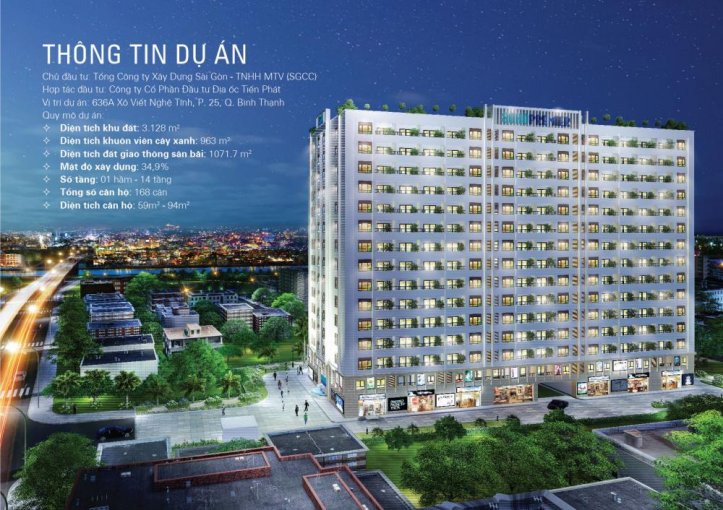 THÔNG TIN DỰ ÁN
Chủ đầu tư: Tổng Công ty Xây Dựng Sài Gòn - TNHH MTV (SGCC)
Hợp tác đầu tư: Công ty Cổ Phần Đầu tư Địa ốc Tiến Phát
Vị trí dự án: 636A Xô Viết Nghệ Tĩnh, P. 25, Q. Bình Thạnh
Quy mô dự án:
Diện tích khu đất: 3.128 m²
Diện tích khuôn viên cây xanh: 963 m²
Diện tích đất giao thông sân bãi: 1071.7 m²
Mật độ xây dựng: 34,9%
Số tầng: 01 hầm - 14 tầng
Tổng số căn hộ: 168 căn
Diện tích căn hộ: 59m² - 94m²